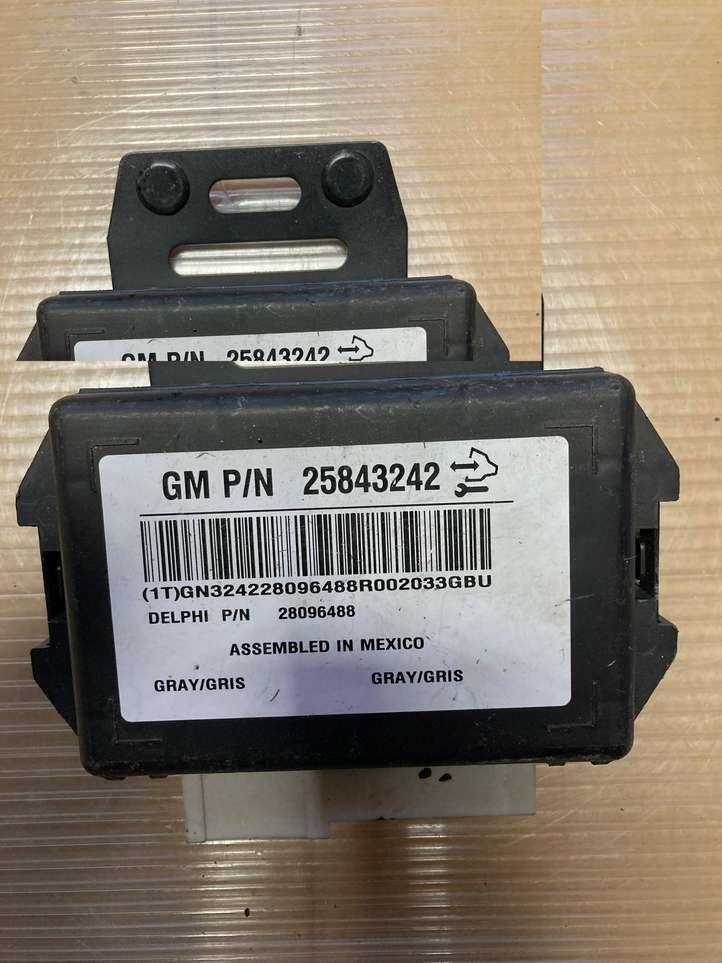 GM P/N 25843242
GM P/N 25843242
(1T)GN324228096488R002033GBU
DELPHI P/N 28096488
ASSEMBLED IN MEXICO
GRAY/GRIS GRAY/GRIS